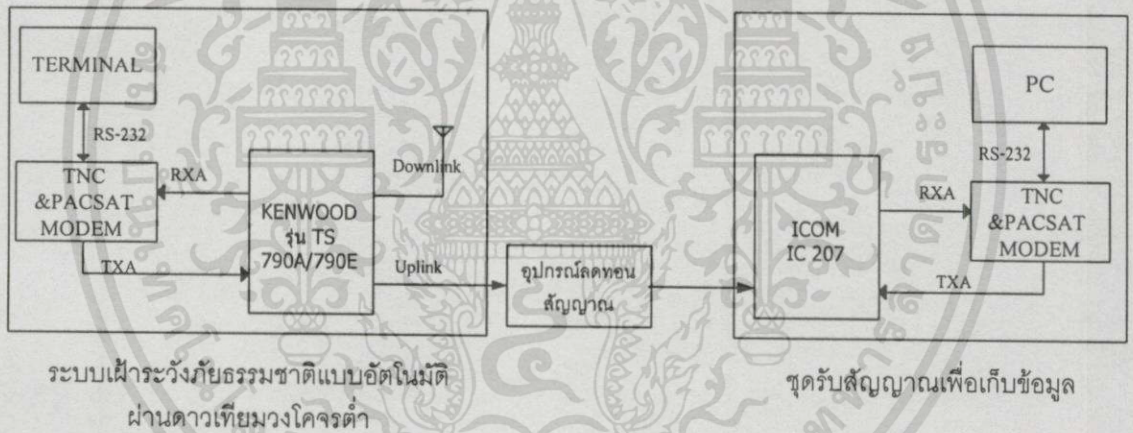 TERMINAL
RS-232
TNC
&PACSAT
MODEM
RXA
TXA
KENWOOD
รุ่น TS
790A/790E
Downlink
Uplink
อุปกรณ์ลดทอน
สัญญาณ
ICOM
IC 207
RXA
TXA
PC
RS-232
TNC
&PACSAT
MODEM
ระบบเฝ้าระวังภัยธรรมชาติแบบอัตโนมัติ
ผ่านดาวเทียมวงโคจรต่ำ
ชุดรับสัญญาณเพื่อเก็บข้อมูล